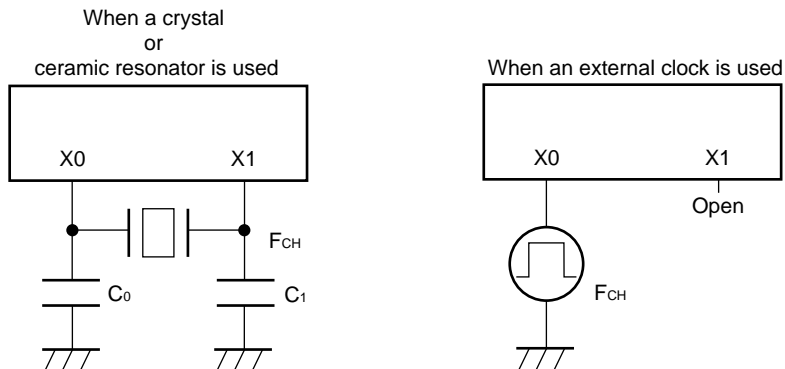 When a crystal
or
ceramic resonator is used
X0 X1
FCH
C0 C1
When an external clock is used
X0 X1
Open
FCH